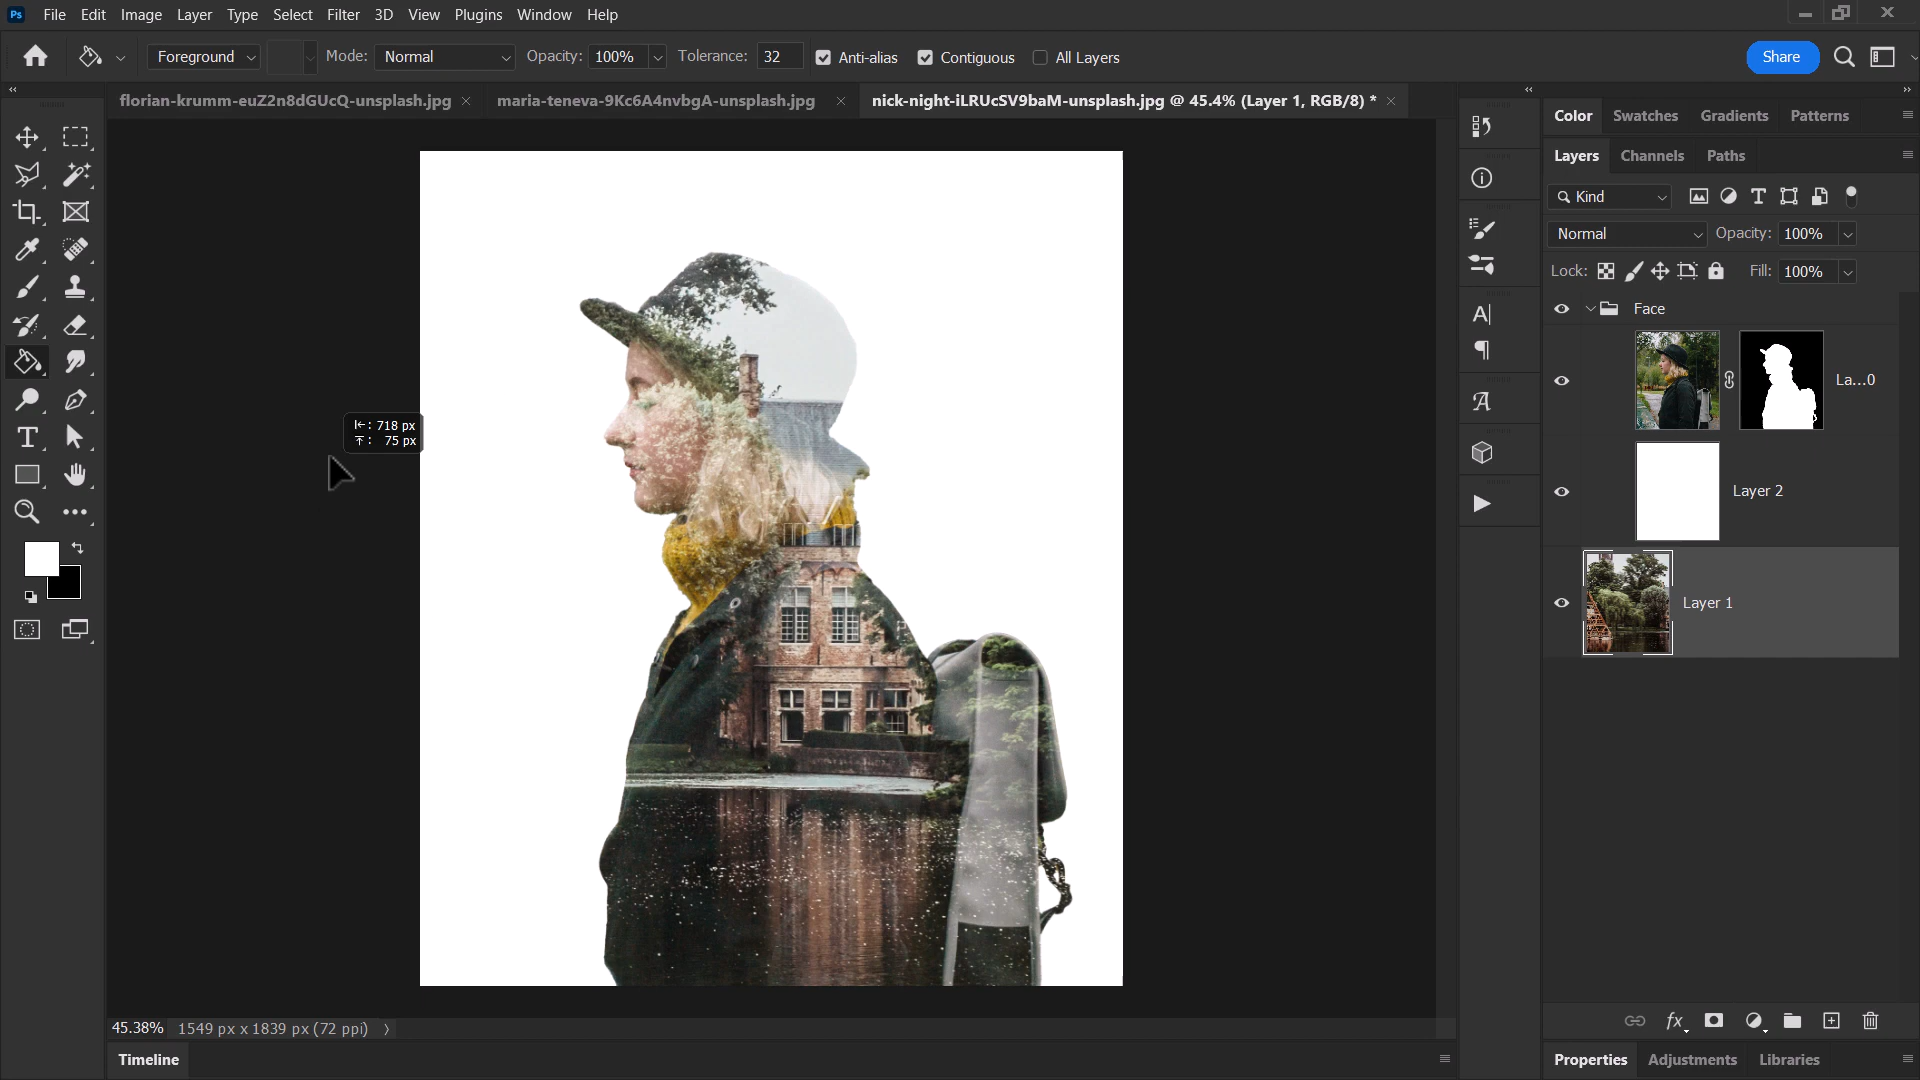 Ps File Edit Image Layer Type Select Filter 3D View Plugins Window Help
Foreground Mode: Normal Opacity: 100% Tolerance: 32 Anti-alias Contiguous All Layers Share
florian-krumm-euZ2n8dGUcQ-unsplash.jpg maria-teneva-9Kc6A4nvbgA-unsplash.jpg nick-night-iLRUcSV9baM-unsplash.jpg @ 45.4% (Layer 1, RGB/8) *
Color Swatches Gradients Patterns
Layers Channels Paths
Kind
Normal Opacity: 100%
Lock: Fill: 100%
Face
La...0
718 px
75 px
Layer 2
Layer 1
45.38% 1549 px x 1839 px (72 ppi)
Timeline
Properties Adjustments Libraries